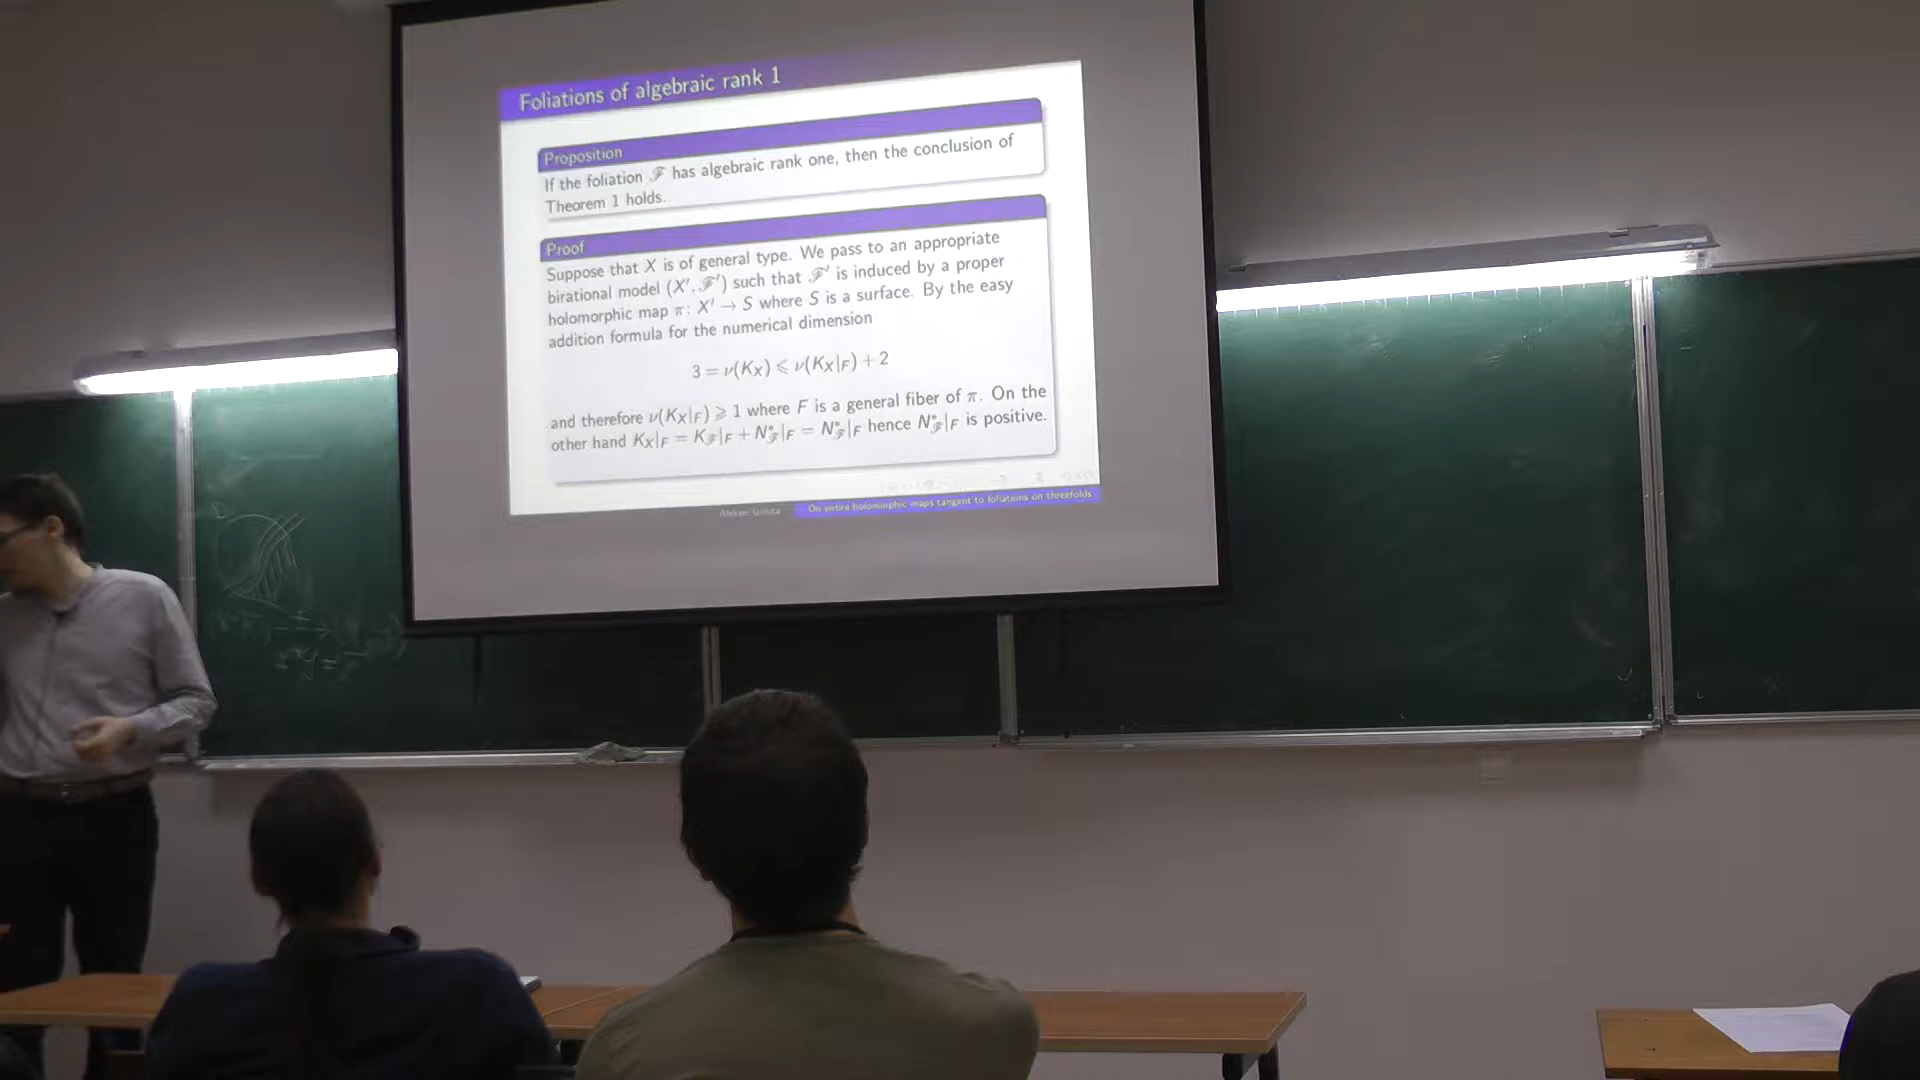 Foliations of algebraic rank 1
Proposition
If the foliation ℱ has algebraic rank one, then the conclusion of
Theorem 1 holds.
Proof
Suppose that X is of general type. We pass to an appropriate
birational model (X′, ℱ′) such that ℱ′ is induced by a proper
holomorphic map π: X′ → S where S is a surface. By the easy
addition formula for the numerical dimension
3 = ν(K_X) ⩽ ν(K_X|_F) + 2
and therefore ν(K_X|_F) ⩾ 1 where F is a general fiber of π. On the
other hand K_X|_F = K_ℱ|_F + N*_ℱ|_F = N*_ℱ|_F hence N*_ℱ|_F is positive.
On entire holomorphic maps tangent to foliations on threefolds